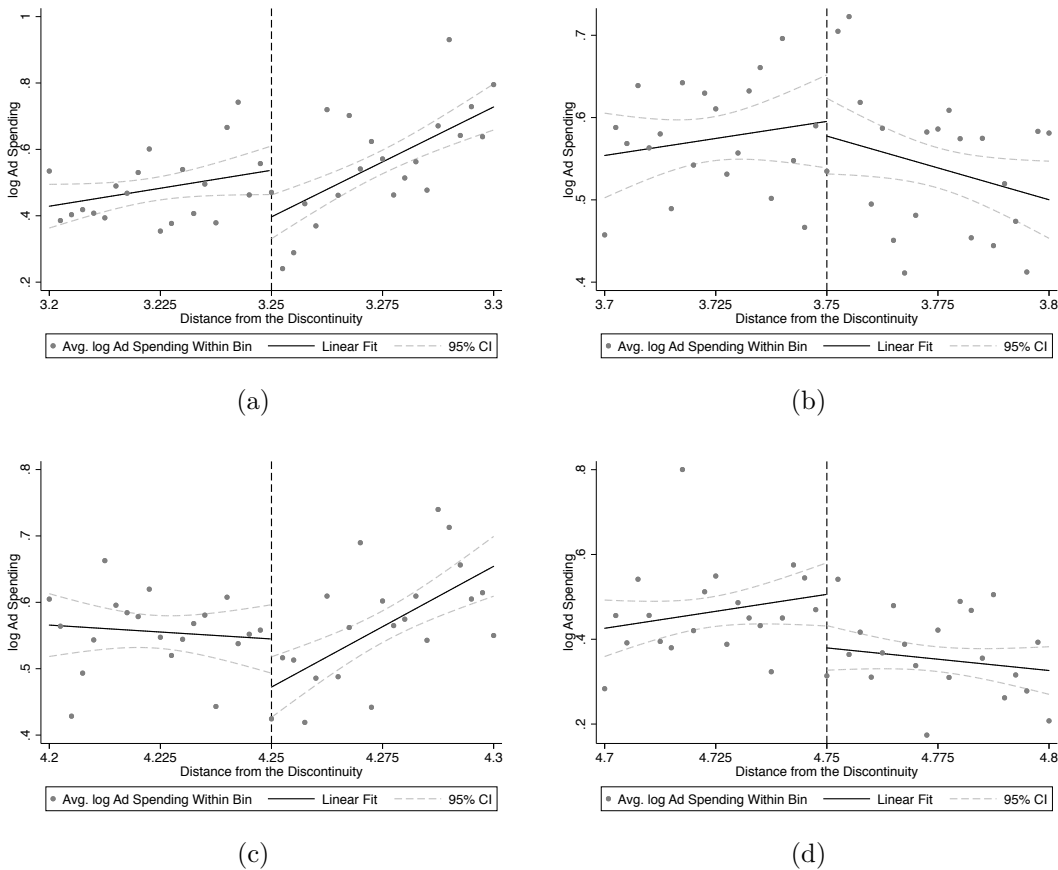 log Ad Spending
.2 .4 .6 .8 1
3.2 3.225 3.25 3.275 3.3
Distance from the Discontinuity
Avg. log Ad Spending Within Bin Linear Fit 95% CI
(a)
log Ad Spending
.4 .5 .6 .7
3.7 3.725 3.75 3.775 3.8
Distance from the Discontinuity
Avg. log Ad Spending Within Bin Linear Fit 95% CI
(b)
log Ad Spending
.4 .5 .6 .7 .8
4.2 4.225 4.25 4.275 4.3
Distance from the Discontinuity
Avg. log Ad Spending Within Bin Linear Fit 95% CI
(c)
log Ad Spending
.2 .4 .6 .8
4.7 4.725 4.75 4.775 4.8
Distance from the Discontinuity
Avg. log Ad Spending Within Bin Linear Fit 95% CI
(d)